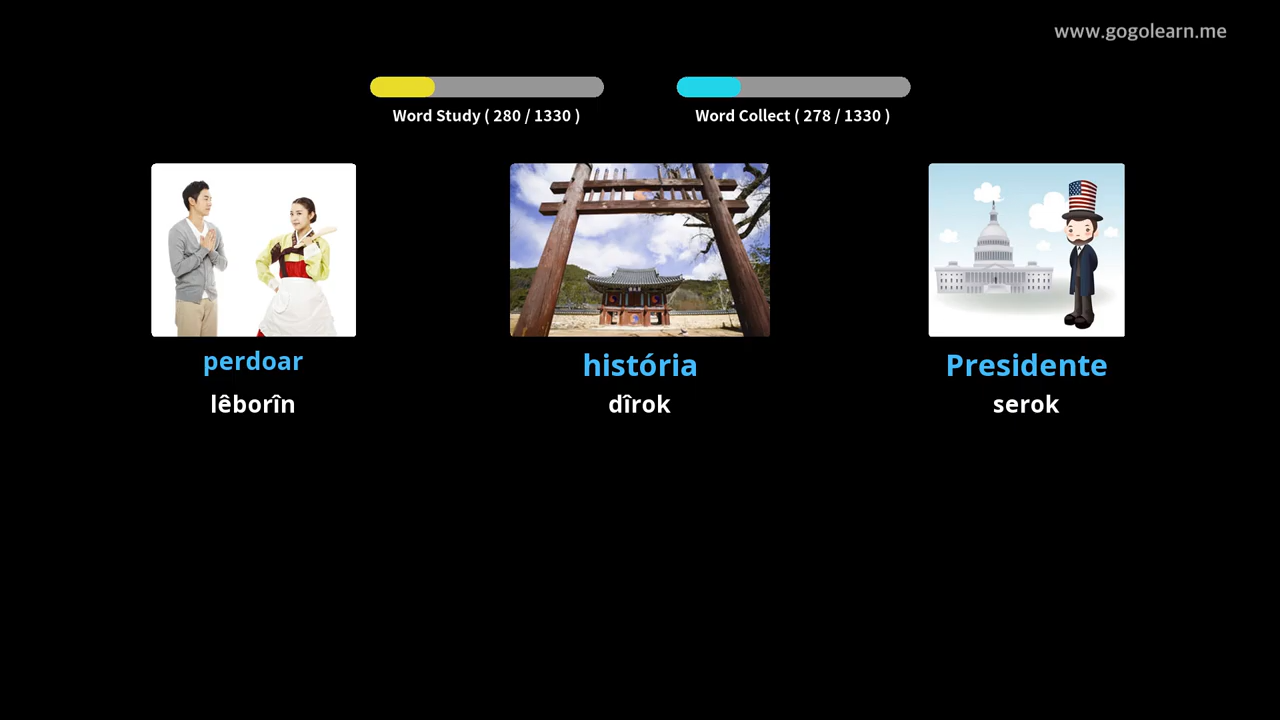 www.gogolearn.me
Word Study ( 280 / 1330 )
Word Collect ( 278 / 1330 )
perdoar
história
Presidente
lêborîn
dîrok
serok